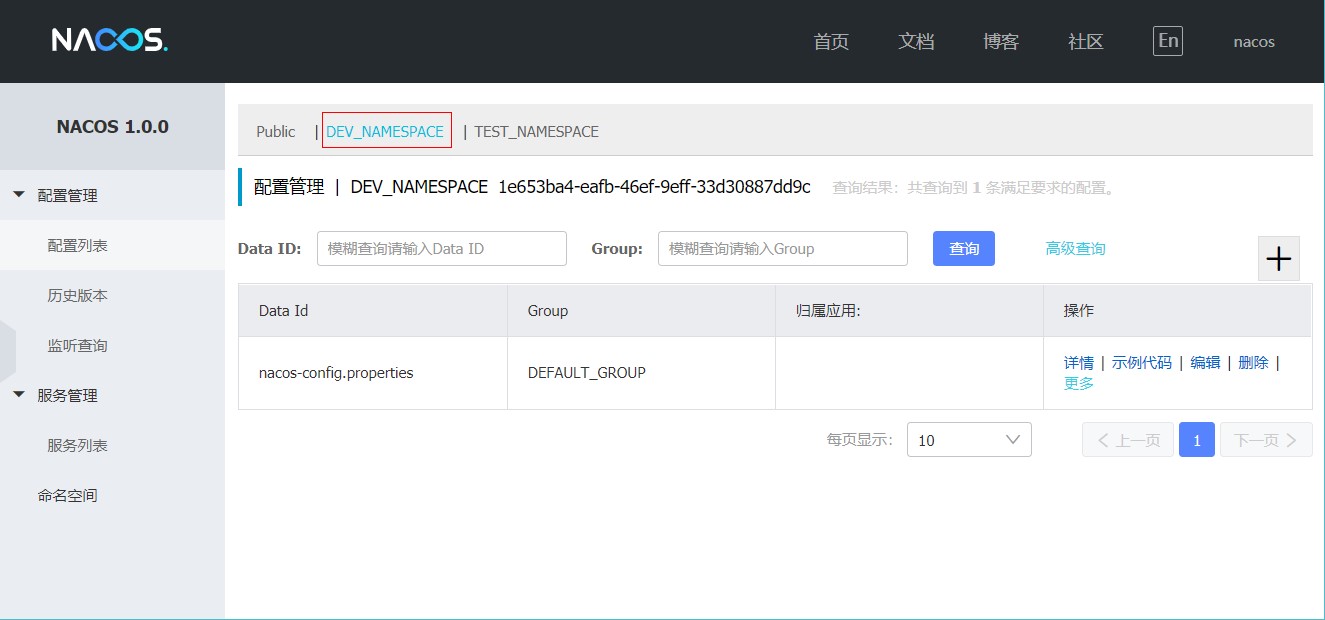 NACOS.
首页 文档 博客 社区 En nacos
NACOS 1.0.0
配置管理
配置列表
历史版本
监听查询
服务管理
服务列表
命名空间
Public | DEV_NAMESPACE | TEST_NAMESPACE
配置管理 | DEV_NAMESPACE 1e653ba4-eafb-46ef-9eff-33d30887dd9c 查询结果：共查询到 1 条满足要求的配置。
Data ID: 模糊查询请输入Data ID Group: 模糊查询请输入Group 查询 高级查询 +
Data Id Group 归属应用: 操作
nacos-config.properties DEFAULT_GROUP 详情 | 示例代码 | 编辑 | 删除 |
更多
每页显示: 10 上一页 1 下一页